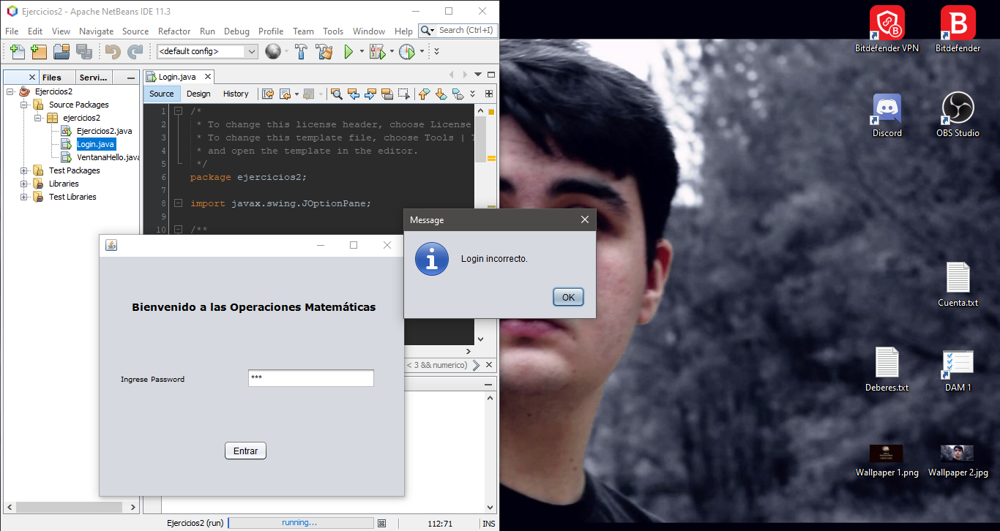 Ejercicios2 - Apache NetBeans IDE 11.3
File Edit View Navigate Source Refactor Run Debug Profile Team Tools Window Help Search (Ctrl+I)
<default config>
Files Servi...
Login.java
Ejercicios2
Source Packages
ejercicios2
Ejercicios2.java
Login.java
VentanaHello.java
Test Packages
Libraries
Test Libraries
Source Design History
1 /*
2 * To change this license header, choose License
3 * To change this template file, choose Tools | T
4 * and open the template in the editor.
5 */
6 package ejercicios2;
7
8 import javax.swing.JOptionPane;
9
10 /**
< 3 && numerico)
Bienvenido a las Operaciones Matemáticas
Ingrese Password
***
Entrar
Message
Login incorrecto.
OK
Ejercicios2 (run) running... 112:71 INS
Bitdefender VPN
Bitdefender
Discord
OBS Studio
Cuenta.txt
Deberes.txt
DAM 1
Wallpaper 1.png
Wallpaper 2.jpg